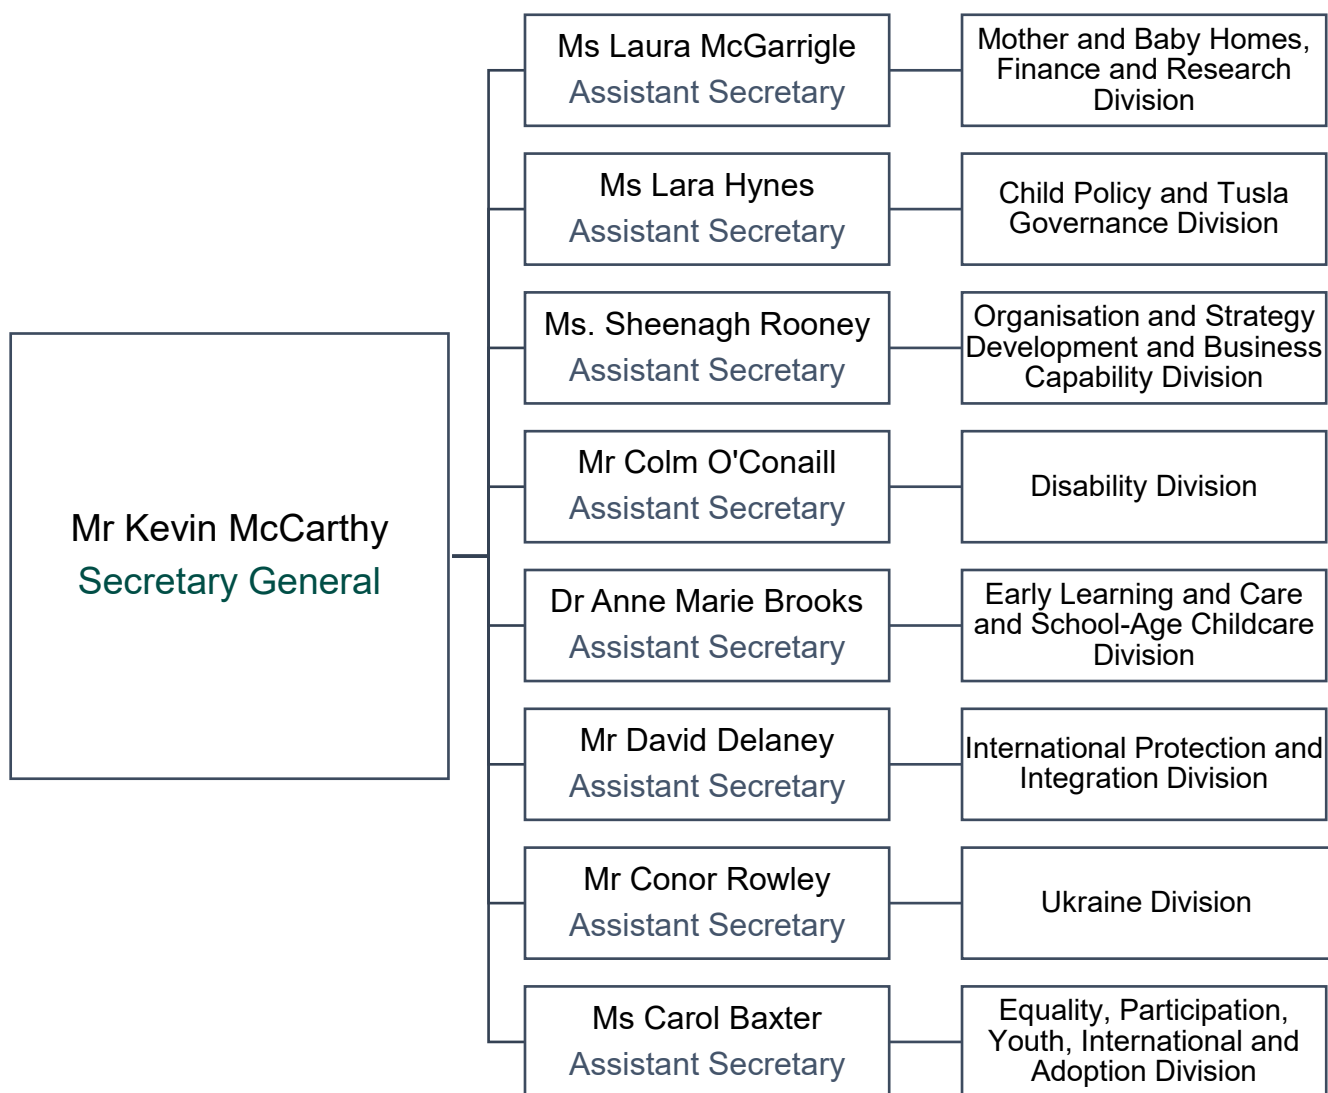 Ms Laura McGarrigle
Assistant Secretary
Mother and Baby Homes,
Finance and Research
Division
Ms Lara Hynes
Assistant Secretary
Child Policy and Tusla
Governance Division
Ms. Sheenagh Rooney
Assistant Secretary
Organisation and Strategy
Development and Business
Capability Division
Mr Kevin McCarthy
Secretary General
Mr Colm O'Conaill
Assistant Secretary
Disability Division
Dr Anne Marie Brooks
Assistant Secretary
Early Learning and Care
and School-Age Childcare
Division
Mr David Delaney
Assistant Secretary
International Protection and
Integration Division
Mr Conor Rowley
Assistant Secretary
Ukraine Division
Ms Carol Baxter
Assistant Secretary
Equality, Participation,
Youth, International and
Adoption Division